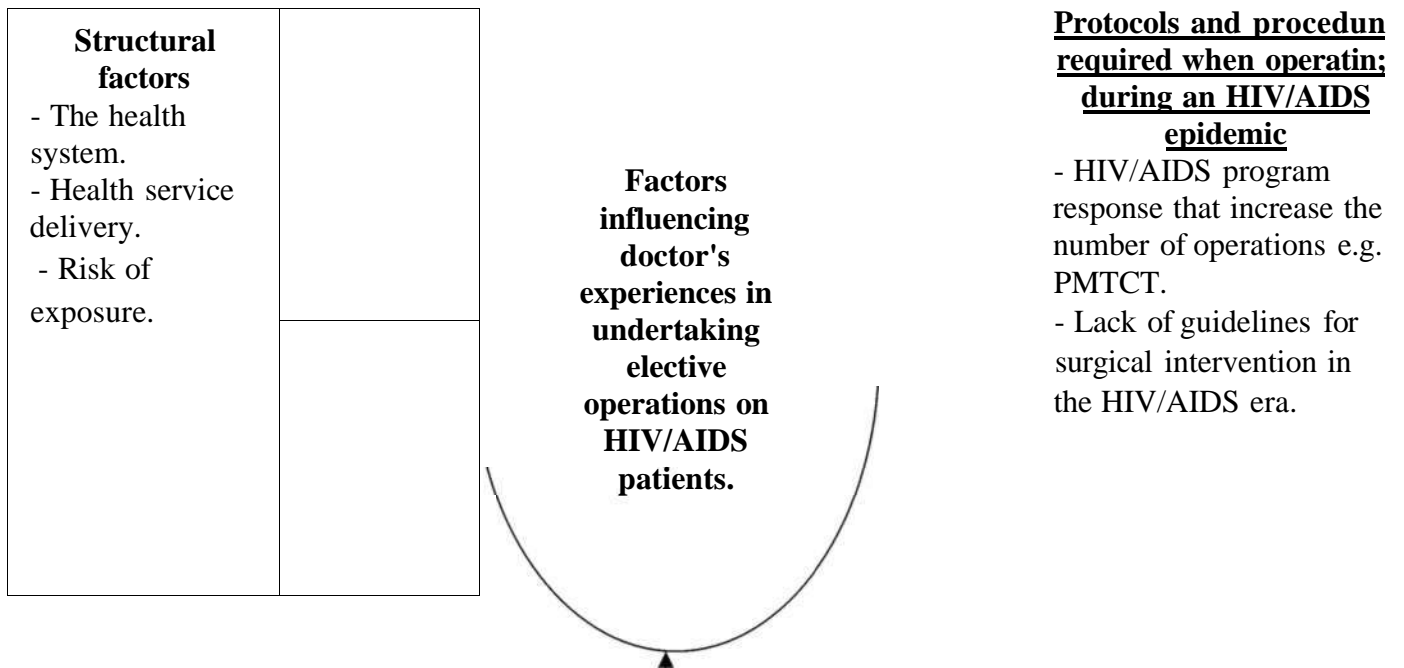 Structural
factors
- The health
system.
- Health service
delivery.
- Risk of
exposure.
Factors
influencing
doctor's
experiences in
undertaking
elective
operations on
HIV/AIDS
patients.
Protocols and procedun
required when operatin;
during an HIV/AIDS
epidemic
- HIV/AIDS program
response that increase the
number of operations e.g.
PMTCT.
- Lack of guidelines for
surgical intervention in
the HIV/AIDS era.